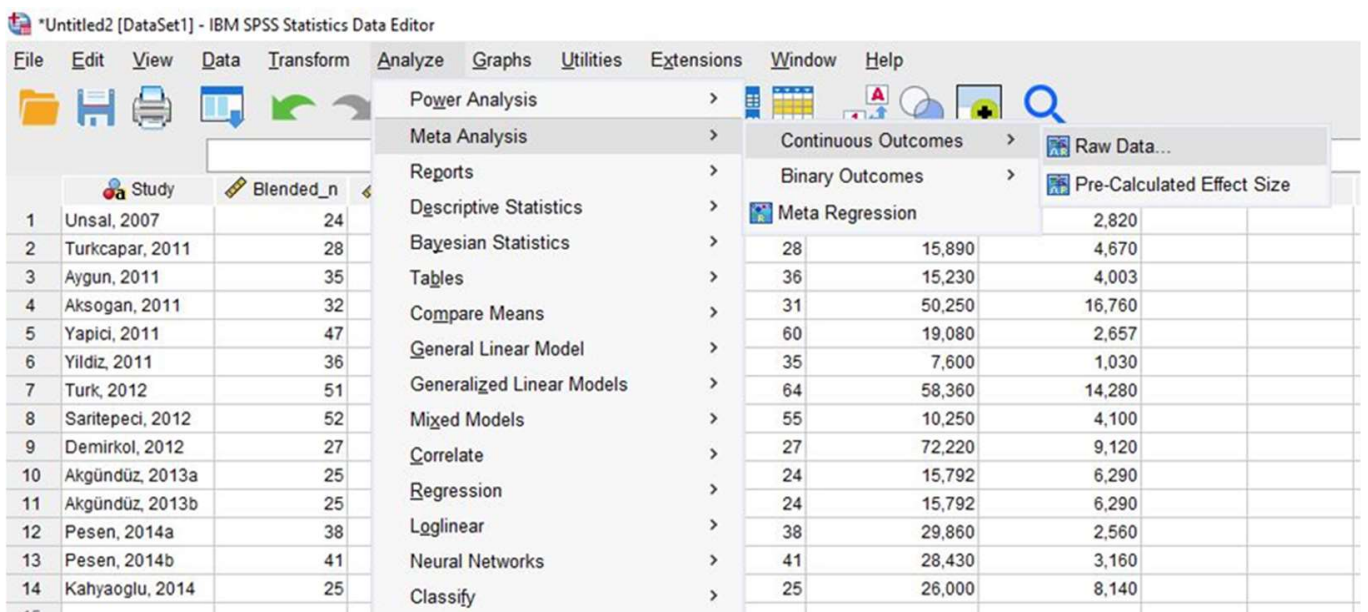 *Untitled2 [DataSet1] - IBM SPSS Statistics Data Editor
File Edit View Data Transform Analyze Graphs Utilities Extensions Window Help
Power Analysis
Meta Analysis Continuous Outcomes Raw Data...
Reports Binary Outcomes Pre-Calculated Effect Size
Descriptive Statistics Meta Regression
Bayesian Statistics
Tables
Compare Means
General Linear Model
Generalized Linear Models
Mixed Models
Correlate
Regression
Loglinear
Neural Networks
Classify
Study Blended_n
1 Unsal, 2007 24 2,820
2 Turkcapar, 2011 28 28 15,890 4,670
3 Aygun, 2011 35 36 15,230 4,003
4 Aksogan, 2011 32 31 50,250 16,760
5 Yapici, 2011 47 60 19,080 2,657
6 Yildiz, 2011 36 35 7,600 1,030
7 Turk, 2012 51 64 58,360 14,280
8 Saritepeci, 2012 52 55 10,250 4,100
9 Demirkol, 2012 27 27 72,220 9,120
10 Akgündüz, 2013a 25 24 15,792 6,290
11 Akgündüz, 2013b 25 24 15,792 6,290
12 Pesen, 2014a 38 38 29,860 2,560
13 Pesen, 2014b 41 41 28,430 3,160
14 Kahyaoglu, 2014 25 25 26,000 8,140